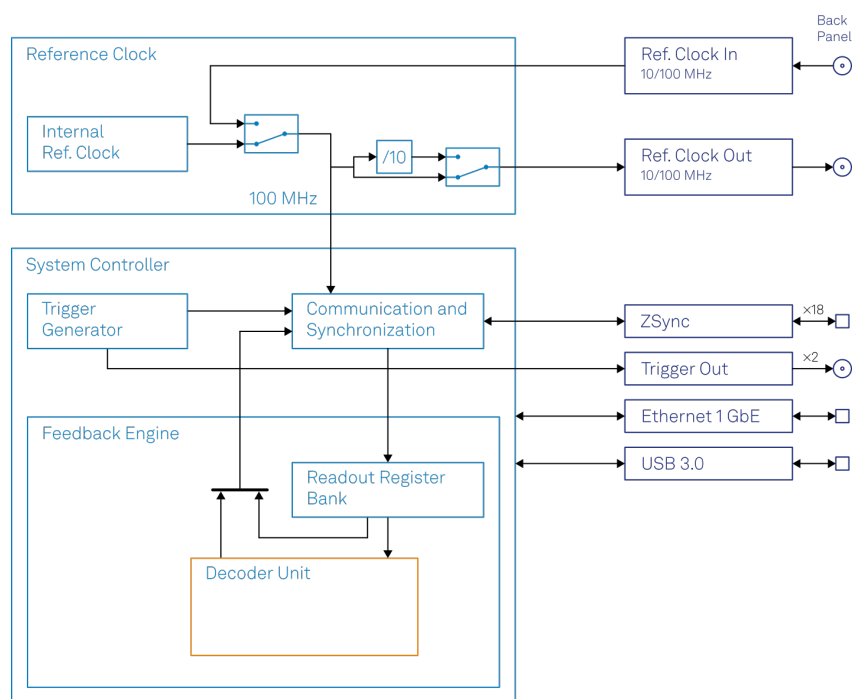 Back
Panel
Reference Clock
Ref. Clock In
10/100 MHz
Internal
Ref. Clock
/10
Ref. Clock Out
10/100 MHz
100 MHz
System Controller
Trigger
Generator
Communication and
Synchronization
ZSync
×18
Trigger Out
×2
Ethernet 1 GbE
Feedback Engine
USB 3.0
Readout Register
Bank
Decoder Unit